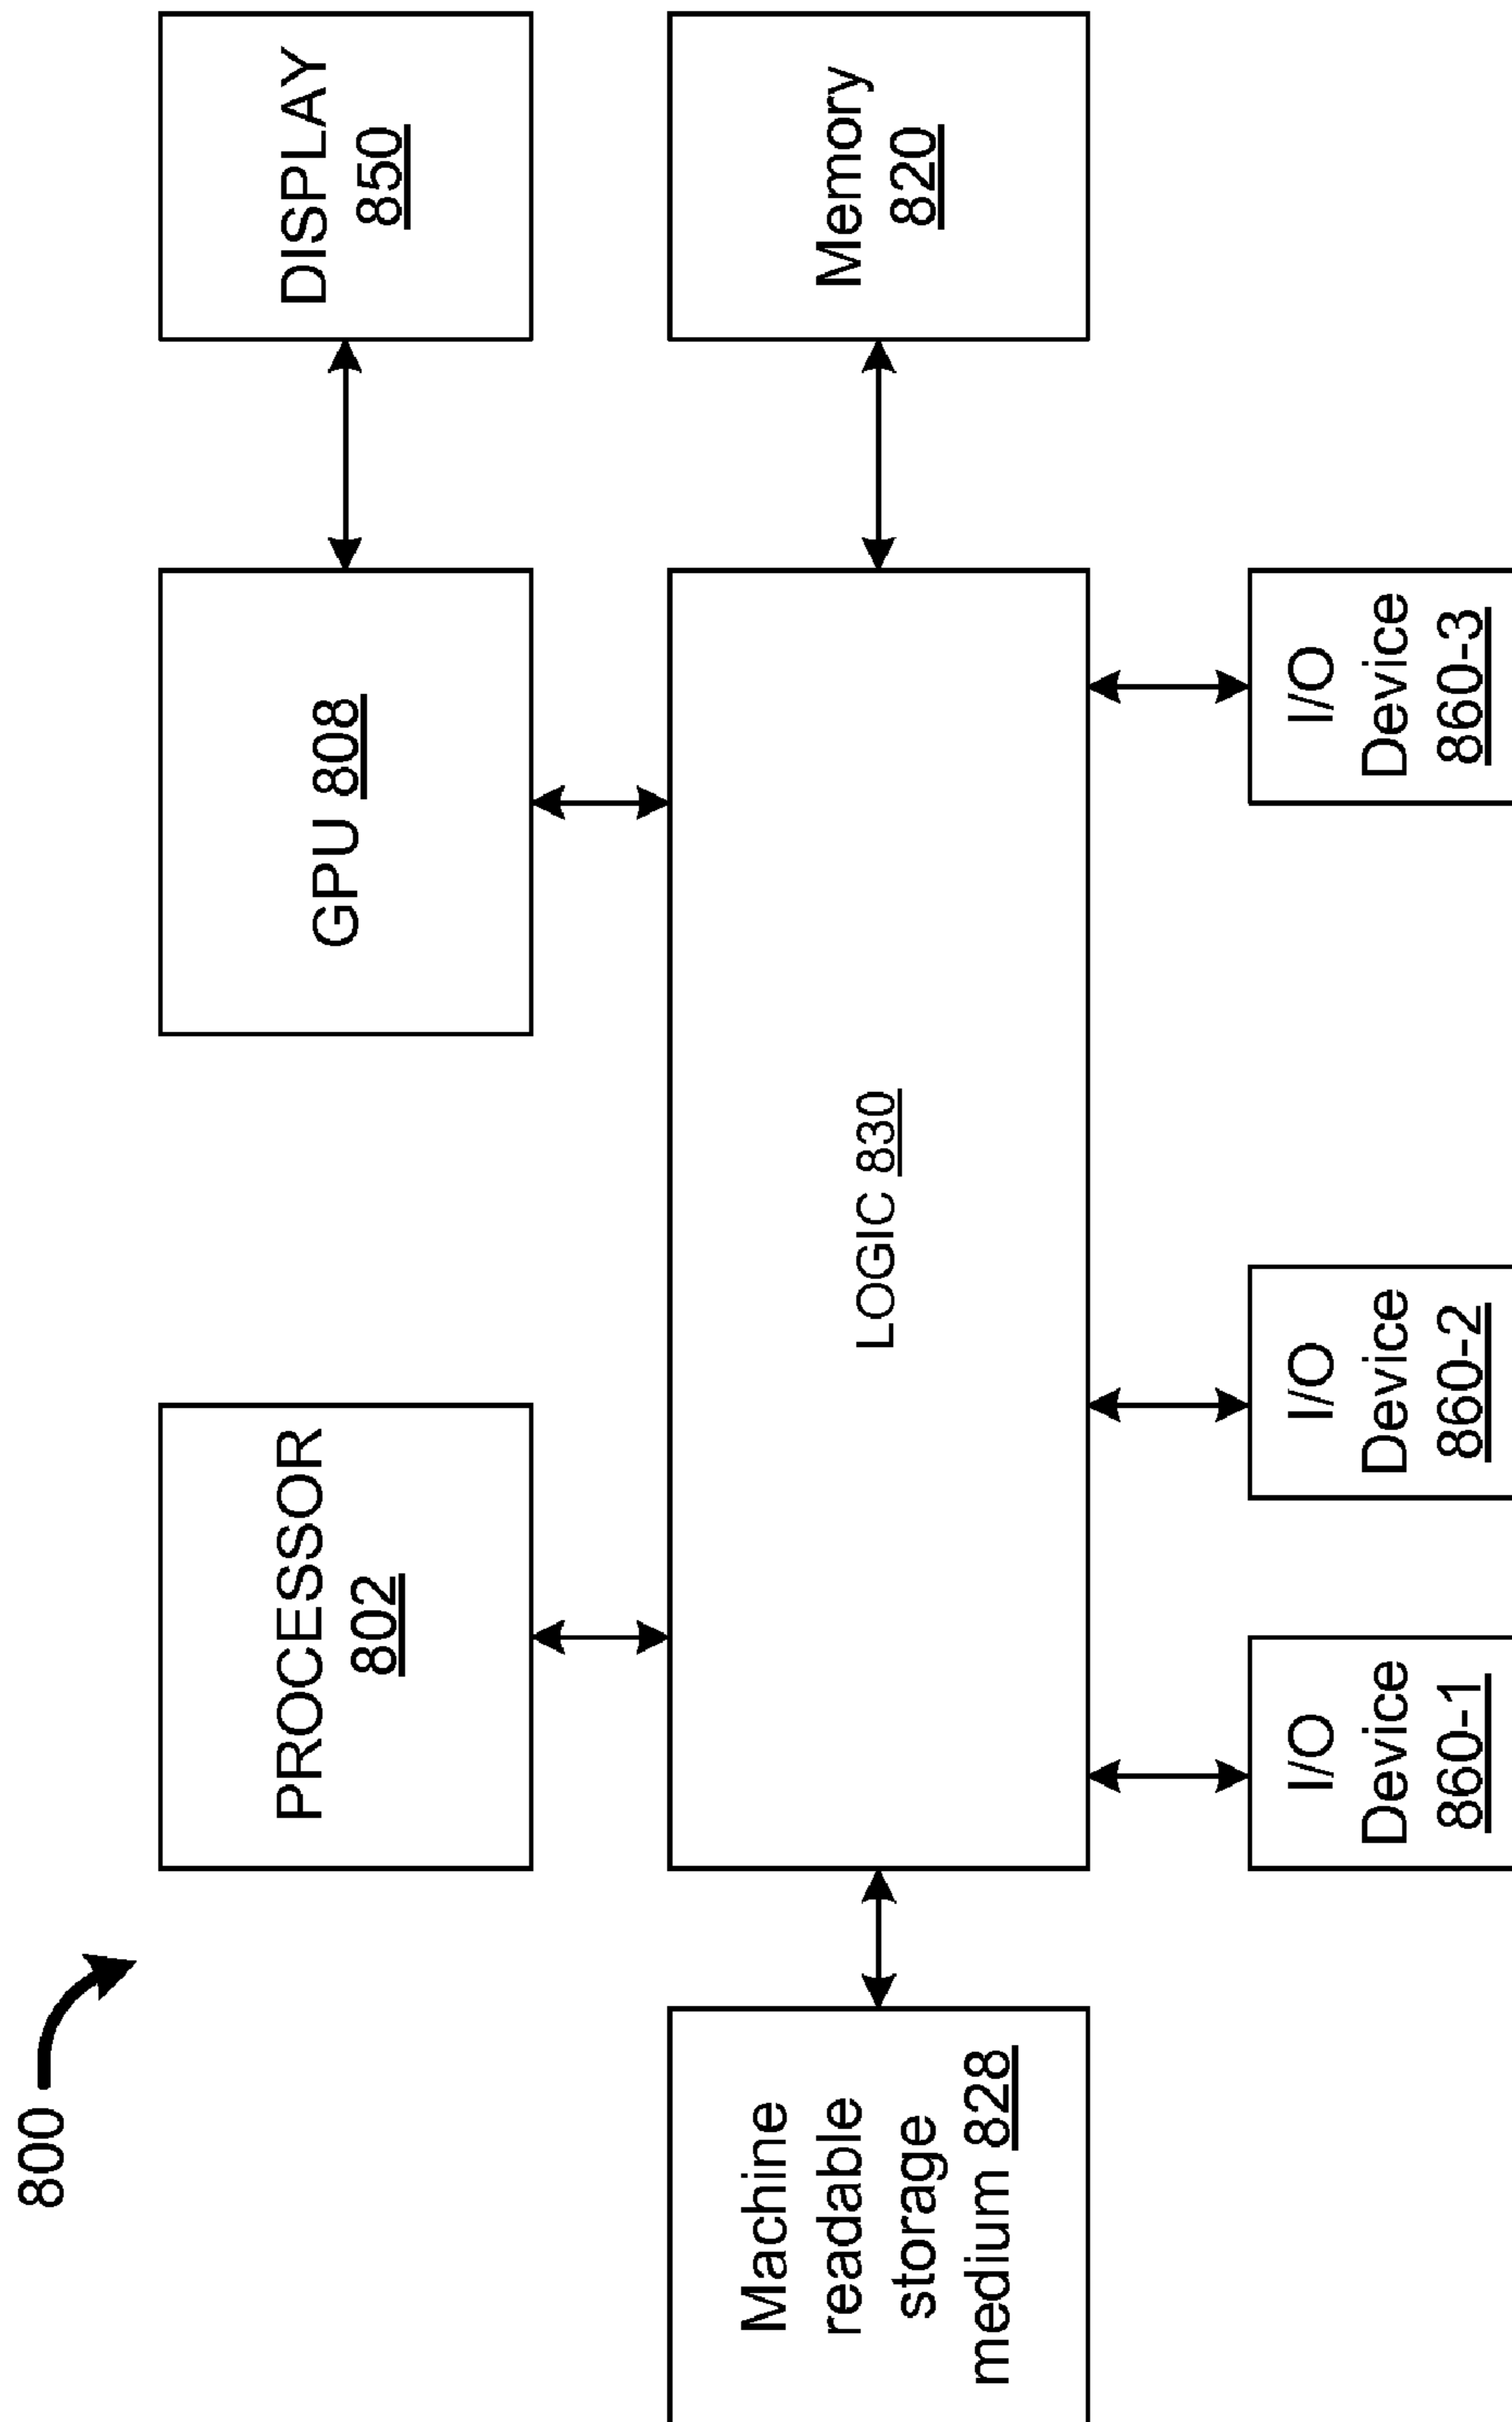 800
PROCESSOR
802
GPU 808
DISPLAY
850
Machine
readable
storage
medium 828
LOGIC 830
Memory
820
I/O
Device
860-1
I/O
Device
860-2
I/O
Device
860-3